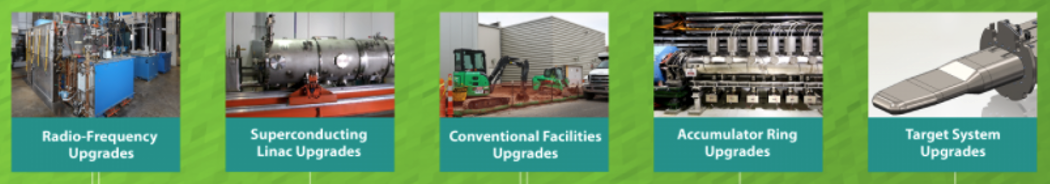 Radio-Frequency
Upgrades
Superconducting
Linac Upgrades
Conventional Facilities
Upgrades
Accumulator Ring
Upgrades
Target System
Upgrades